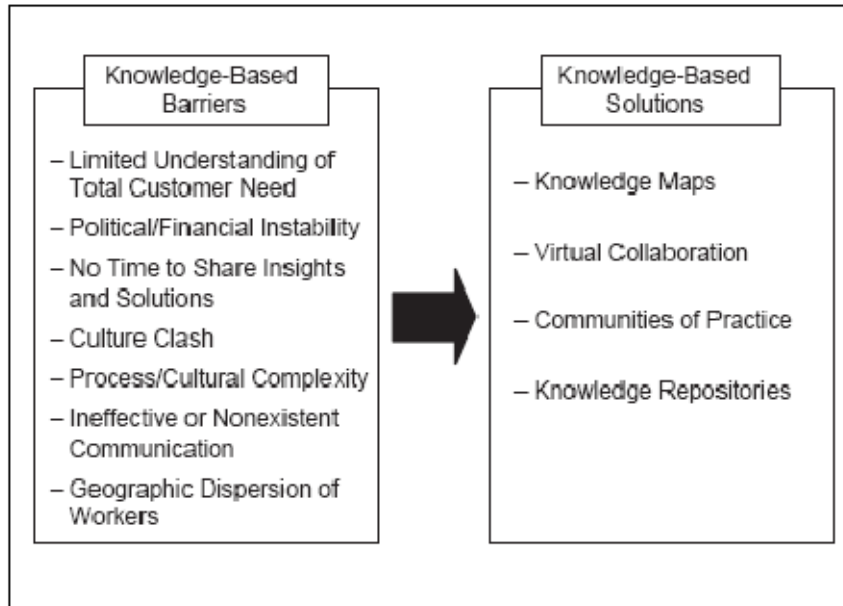 Knowledge-Based
Barriers
– Limited Understanding of
Total Customer Need
– Political/Financial Instability
– No Time to Share Insights
and Solutions
– Culture Clash
– Process/Cultural Complexity
– Ineffective or Nonexistent
Communication
– Geographic Dispersion of
Workers
Knowledge-Based
Solutions
– Knowledge Maps
– Virtual Collaboration
– Communities of Practice
– Knowledge Repositories